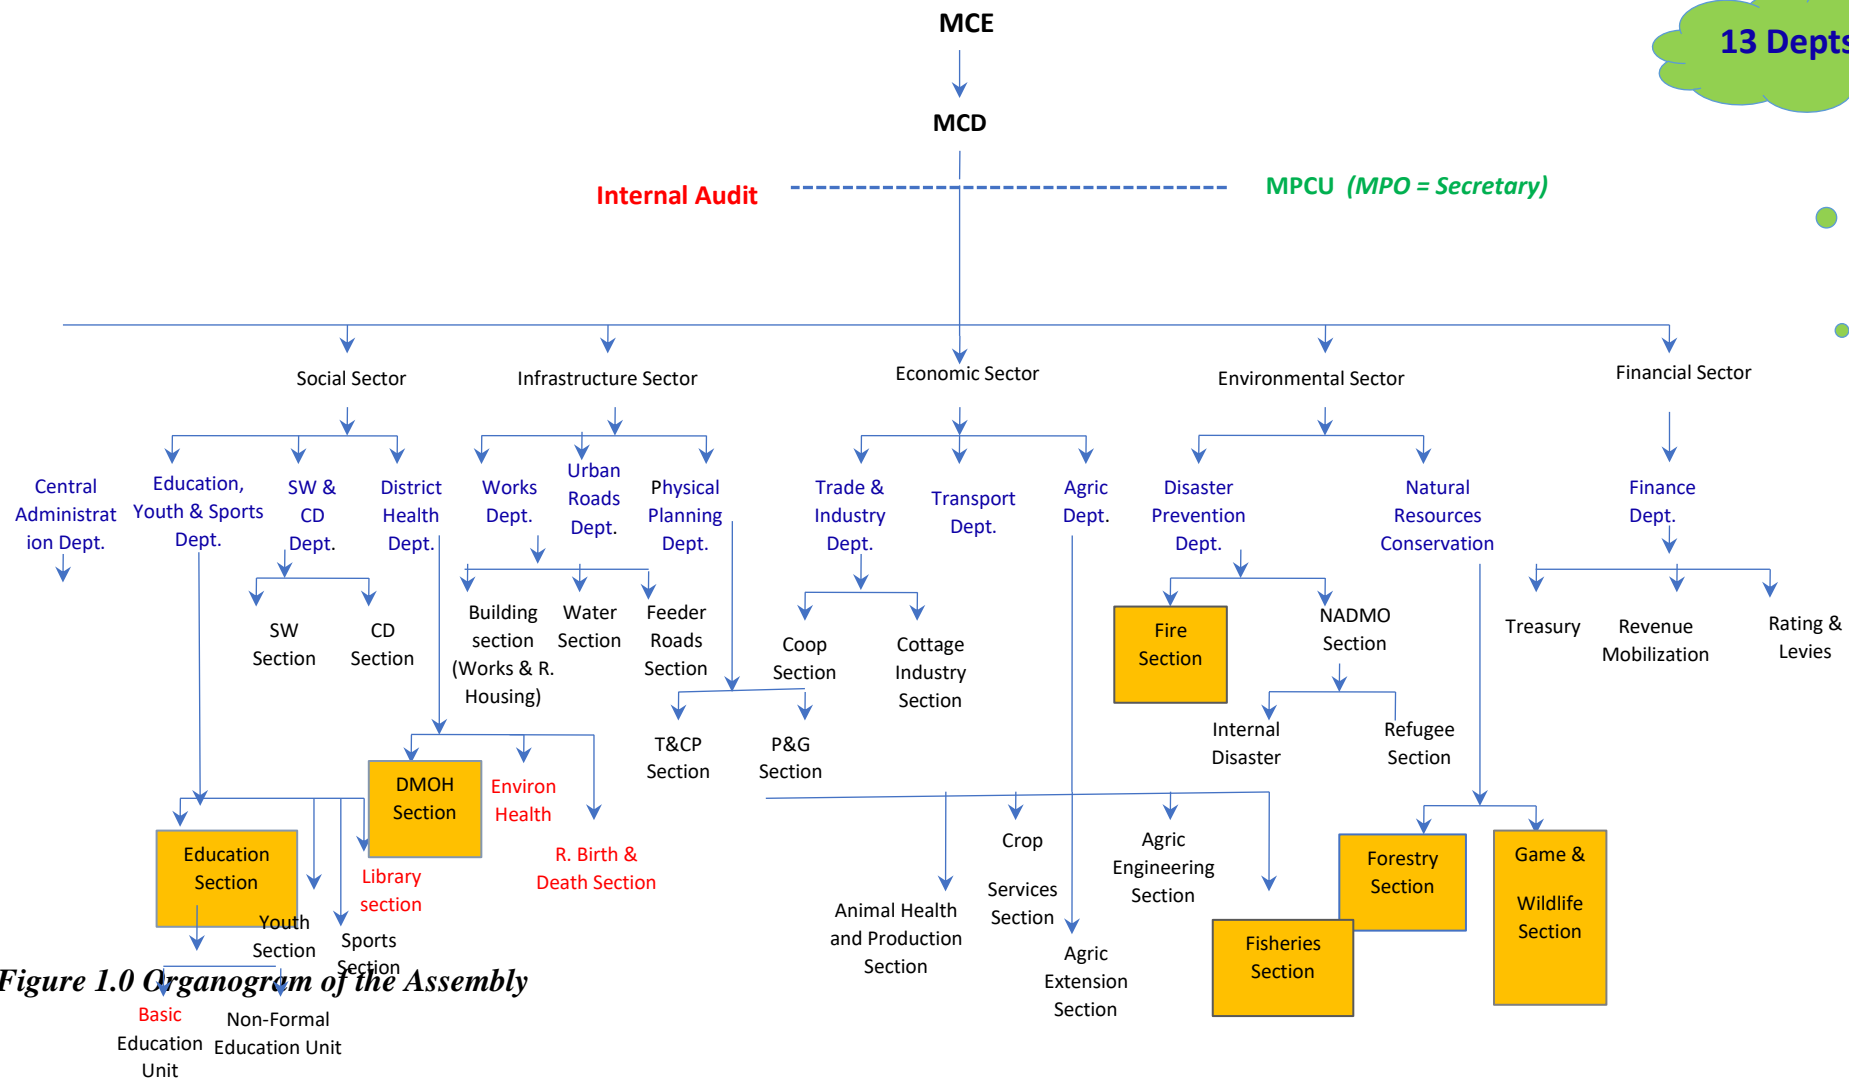 MCE
13 Depts
MCD
Internal Audit
MPCU (MPO = Secretary)
Social Sector
Infrastructure Sector
Economic Sector
Environmental Sector
Financial Sector
Central
Administrat
ion Dept.
Education,
Youth & Sports
Dept.
SW &
CD
Dept.
District
Health
Dept.
Works
Dept.
Urban
Roads
Dept.
Physical
Planning
Dept.
Trade &
Industry
Dept.
Transport
Dept.
Agric
Dept.
Disaster
Prevention
Dept.
Natural
Resources
Conservation
Finance
Dept.
SW
Section
CD
Section
Building
section
(Works & R.
Housing)
Water
Section
Feeder
Roads
Section
Coop
Section
Cottage
Industry
Section
Fire
Section
NADMO
Section
Treasury
Revenue
Mobilization
Rating &
Levies
T&CP
Section
P&G
Section
Internal
Disaster
Refugee
Section
DMOH
Section
Environ
Health
R. Birth &
Death Section
Education
Section
Library
section
Youth
Section
Sports
Section
Crop
Services
Section
Agric
Engineering
Section
Animal Health
and Production
Section
Agric
Extension
Section
Fisheries
Section
Forestry
Section
Game &
Wildlife
Section
Figure 1.0 Organogram of the Assembly
Basic
Education
Unit
Non-Formal
Education Unit